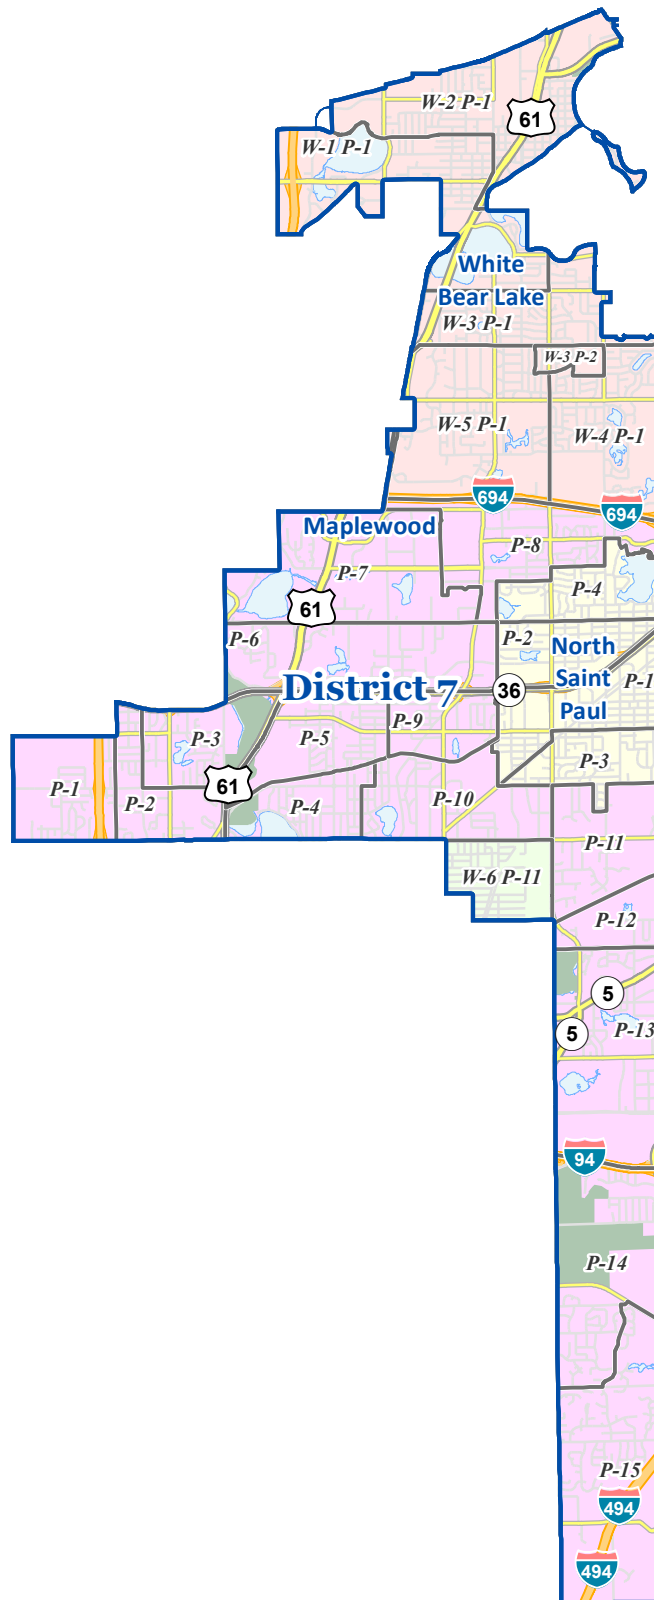 W-2 P-1
61
W-1 P-1
White
Bear Lake
W-3 P-1
W-3 P-2
W-5 P-1
W-4 P-1
694
694
Maplewood
P-8
P-7
P-4
61
P-6
P-2
North
Saint
Paul
P-1
District 7
36
P-3
P-5
P-9
P-3
61
P-1
P-2
P-4
P-10
P-11
W-6 P-11
P-12
5
5
P-13
94
P-14
P-15
494
494